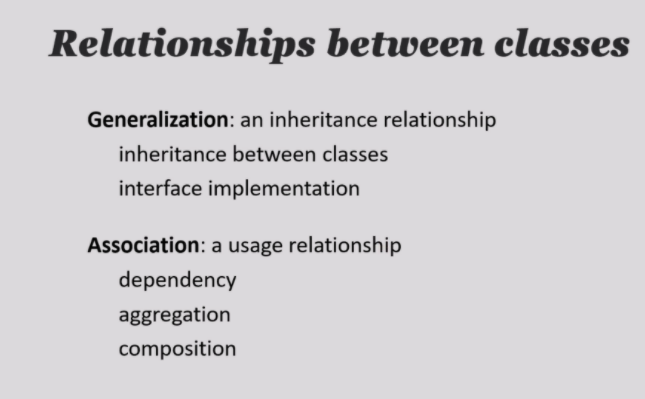 Relationships between classes
Generalization: an inheritance relationship
inheritance between classes
interface implementation
Association: a usage relationship
dependency
aggregation
composition